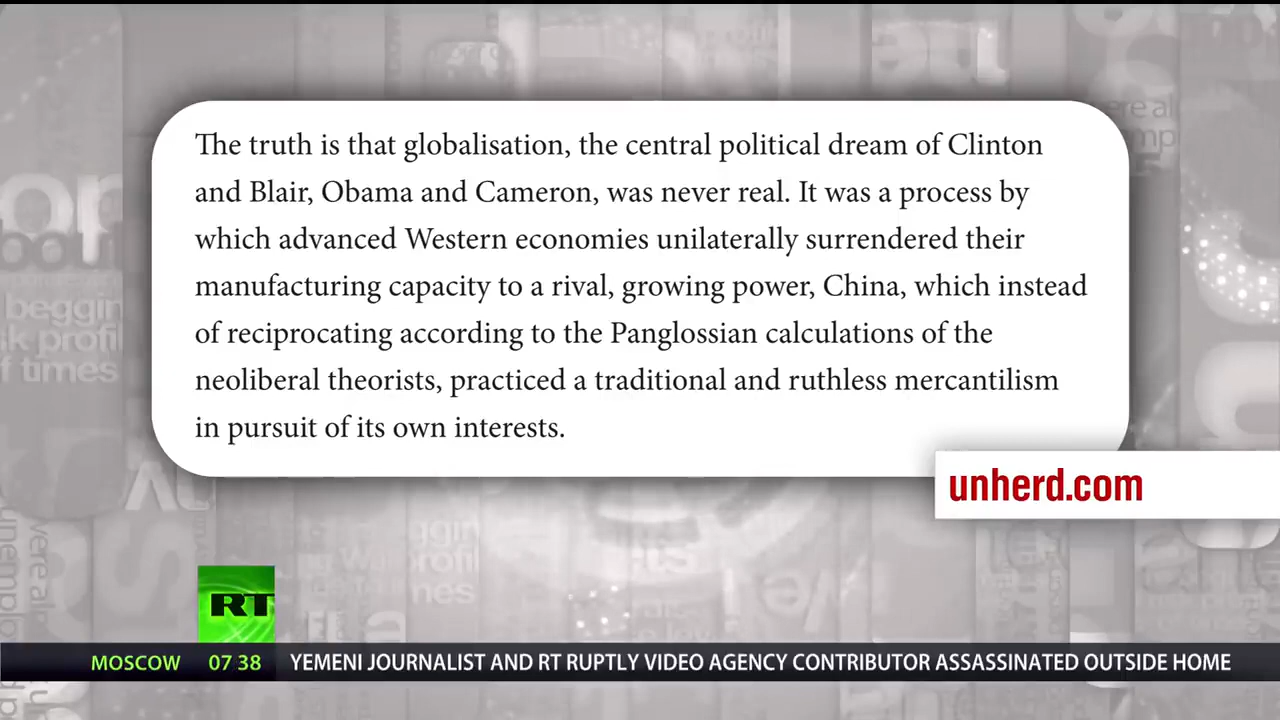 The truth is that globalisation, the central political dream of Clinton
and Blair, Obama and Cameron, was never real. It was a process by
which advanced Western economies unilaterally surrendered their
manufacturing capacity to a rival, growing power, China, which instead
of reciprocating according to the Panglossian calculations of the
neoliberal theorists, practiced a traditional and ruthless mercantilism
in pursuit of its own interests.
unherd.com
RT
MOSCOW 07 38 YEMENI JOURNALIST AND RT RUPTLY VIDEO AGENCY CONTRIBUTOR ASSASSINATED OUTSIDE HOME
of times